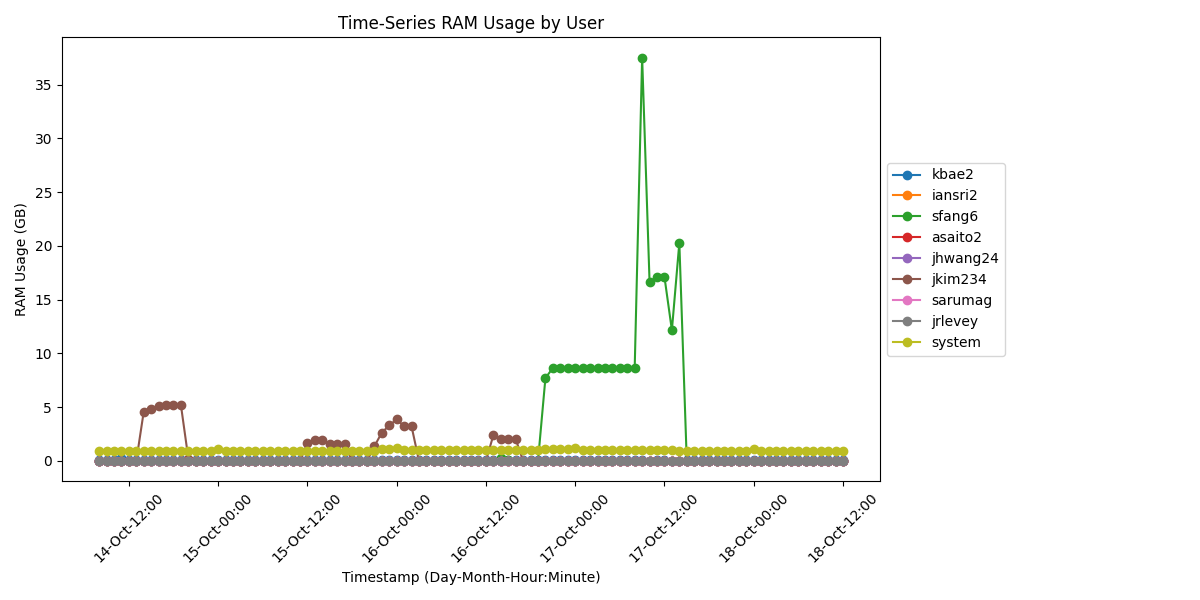 Time-Series RAM Usage by User
RAM Usage (GB)
35
30
25
20
15
10
5
0
14-Oct-12:00
15-Oct-00:00
15-Oct-12:00
16-Oct-00:00
16-Oct-12:00
17-Oct-00:00
17-Oct-12:00
18-Oct-00:00
18-Oct-12:00
Timestamp (Day-Month-Hour:Minute)
kbae2
iansri2
sfang6
asaito2
jhwang24
jkim234
sarumag
jrlevey
system